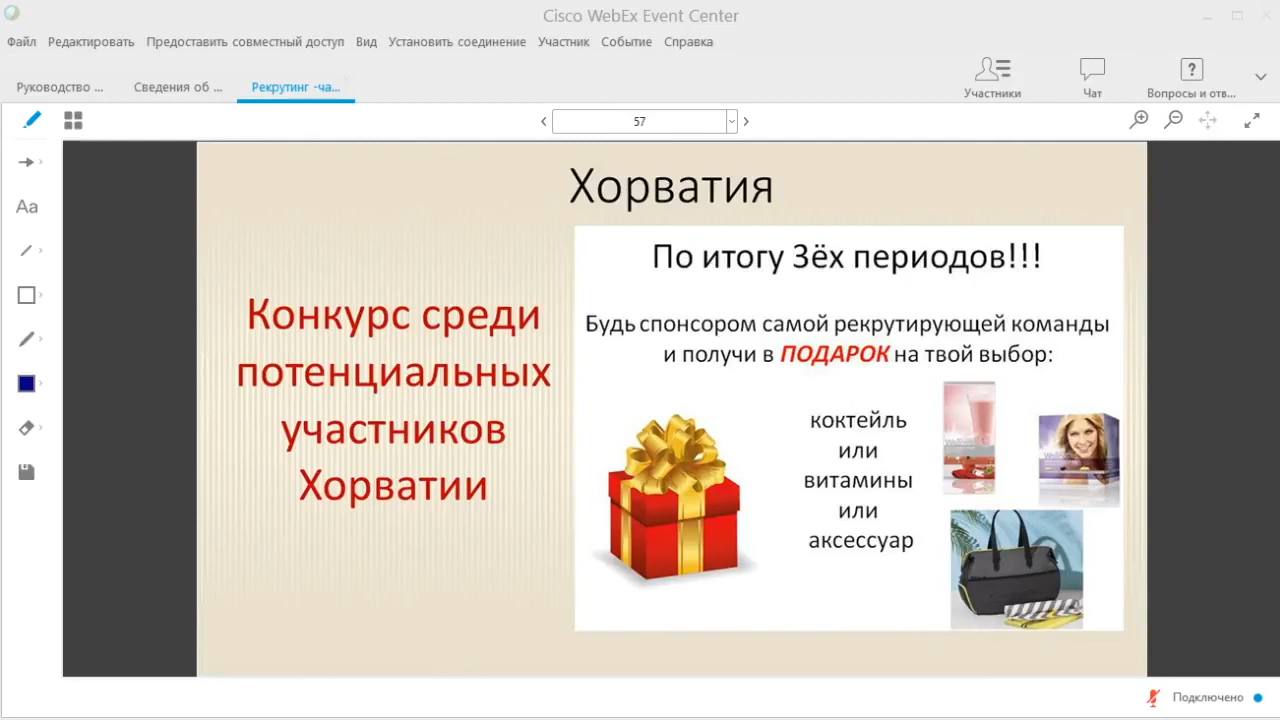 Cisco WebEx Event Center
Файл Редактировать Предоставить совместный доступ Вид Установить соединение Участник Событие Справка
Руководство ... Сведения об ... Рекрутинг -ча...
Участники Чат Вопросы и отв...
57
Aa
Хорватия
Конкурс среди
потенциальных
участников
Хорватии
По итогу 3ёх периодов!!!
Будь спонсором самой рекрутирующей команды
и получи в ПОДАРОК на твой выбор:
коктейль
или
витамины
или
аксессуар
Подключено